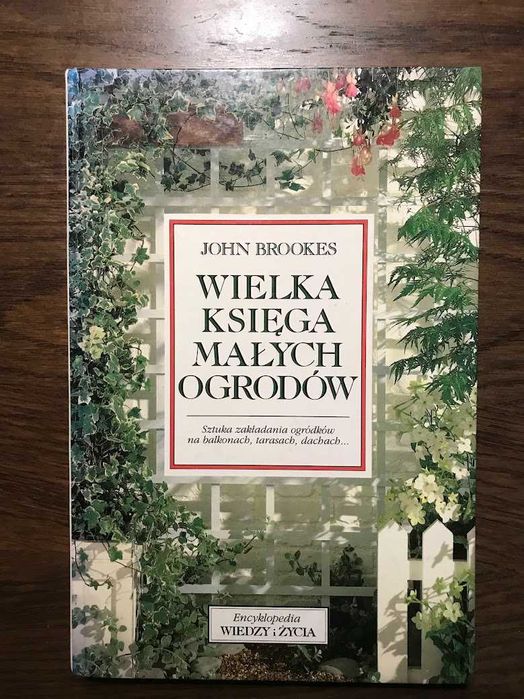 JOHN BROOKES
WIELKA
KSIĘGA
MAŁYCH
OGRODÓW
Sztuka zakładania ogródków
na balkonach, tarasach, dachach...
Encyklopedia
WIEDZY i ŻYCIA